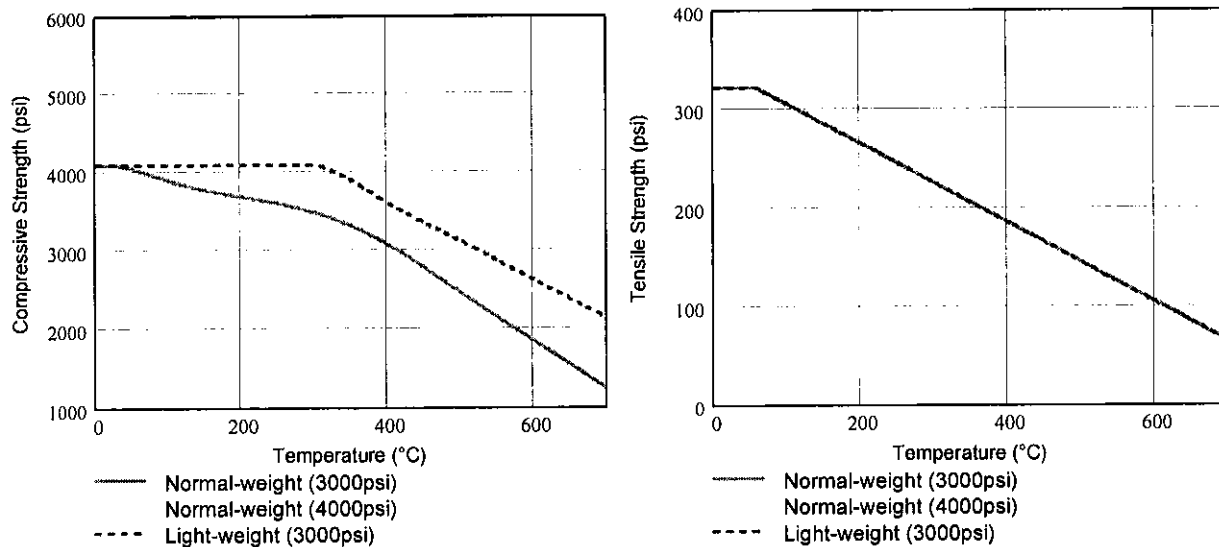 6000
5000
4000
3000
2000
1000
Compressive Strength (psi)
0
200
400
600
Temperature (°C)
Normal-weight (3000psi)
Normal-weight (4000psi)
Light-weight (3000psi)
400
300
200
100
0
Tensile Strength (psi)
0
200
400
600
Temperature (°C)
Normal-weight (3000psi)
Normal-weight (4000psi)
Light-weight (3000psi)